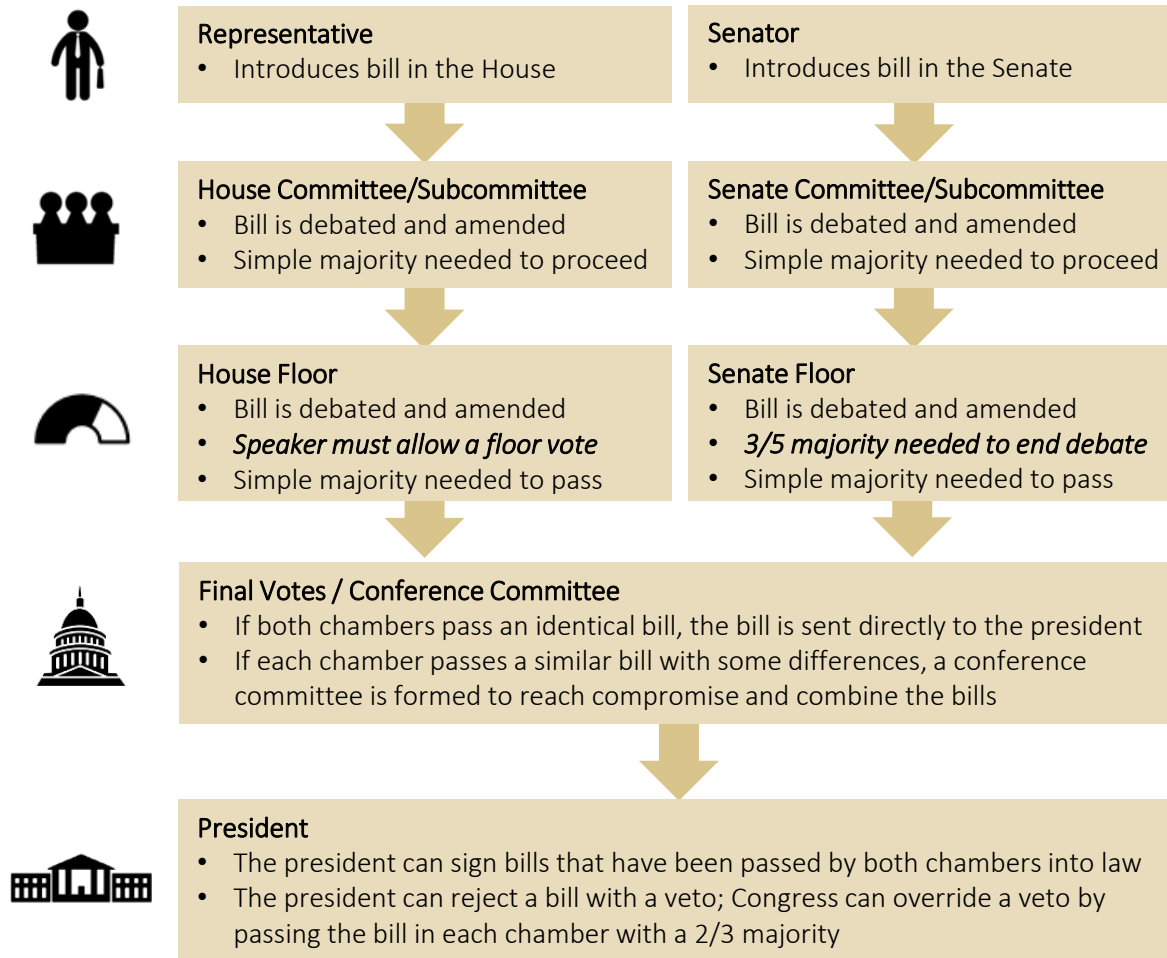 Representative
• Introduces bill in the House
Senator
• Introduces bill in the Senate
House Committee/Subcommittee
• Bill is debated and amended
• Simple majority needed to proceed
Senate Committee/Subcommittee
• Bill is debated and amended
• Simple majority needed to proceed
House Floor
• Bill is debated and amended
• Speaker must allow a floor vote
• Simple majority needed to pass
Senate Floor
• Bill is debated and amended
• 3/5 majority needed to end debate
• Simple majority needed to pass
Final Votes / Conference Committee
• If both chambers pass an identical bill, the bill is sent directly to the president
• If each chamber passes a similar bill with some differences, a conference
committee is formed to reach compromise and combine the bills
President
• The president can sign bills that have been passed by both chambers into law
• The president can reject a bill with a veto; Congress can override a veto by
passing the bill in each chamber with a 2/3 majority